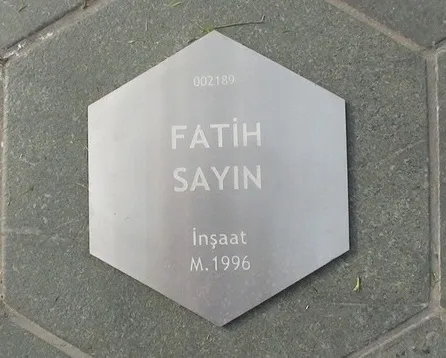 002189
FATİH
SAYIN
İnşaat
M.1996